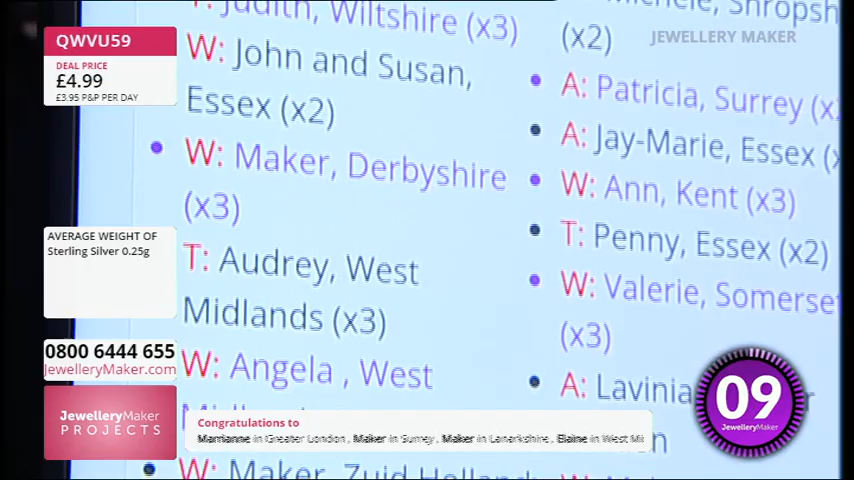 T: Judith, Wiltshire (x3)
W: John and Susan,
Essex (x2)
W: Maker, Derbyshire
(x3)
T: Audrey, West
Midlands (x3)
W: Angela , West
W: Maker, Zuid Holland
(x2)
A: Patricia, Surrey
A: Jay-Marie, Essex
W: Ann, Kent (x3)
T: Penny, Essex (x2)
W: Valerie, Somerset
(x3)
A: Lavinia
JEWELLERY MAKER
QWVU59
DEAL PRICE
£4.99
£3.95 P&P PER DAY
AVERAGE WEIGHT OF
Sterling Silver 0.25g
0800 6444 655
JewelleryMaker.com
JewelleryMaker
PROJECTS
Congratulations to
Marrianne in Greater London , Maker in Surrey , Maker in Lanarkshire , Elaine in West Mi
09
JewelleryMaker